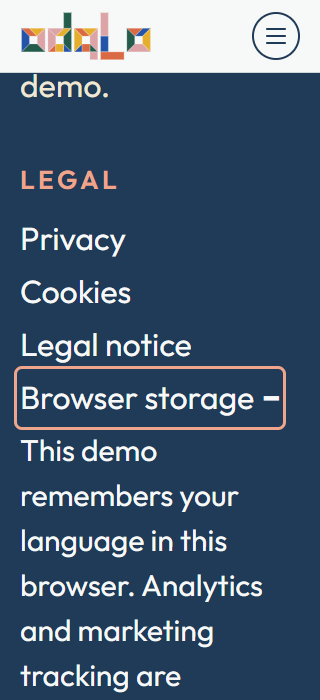 odalo
demo.
LEGAL
Privacy
Cookies
Legal notice
Browser storage −
This demo
remembers your
language in this
browser. Analytics
and marketing
tracking are